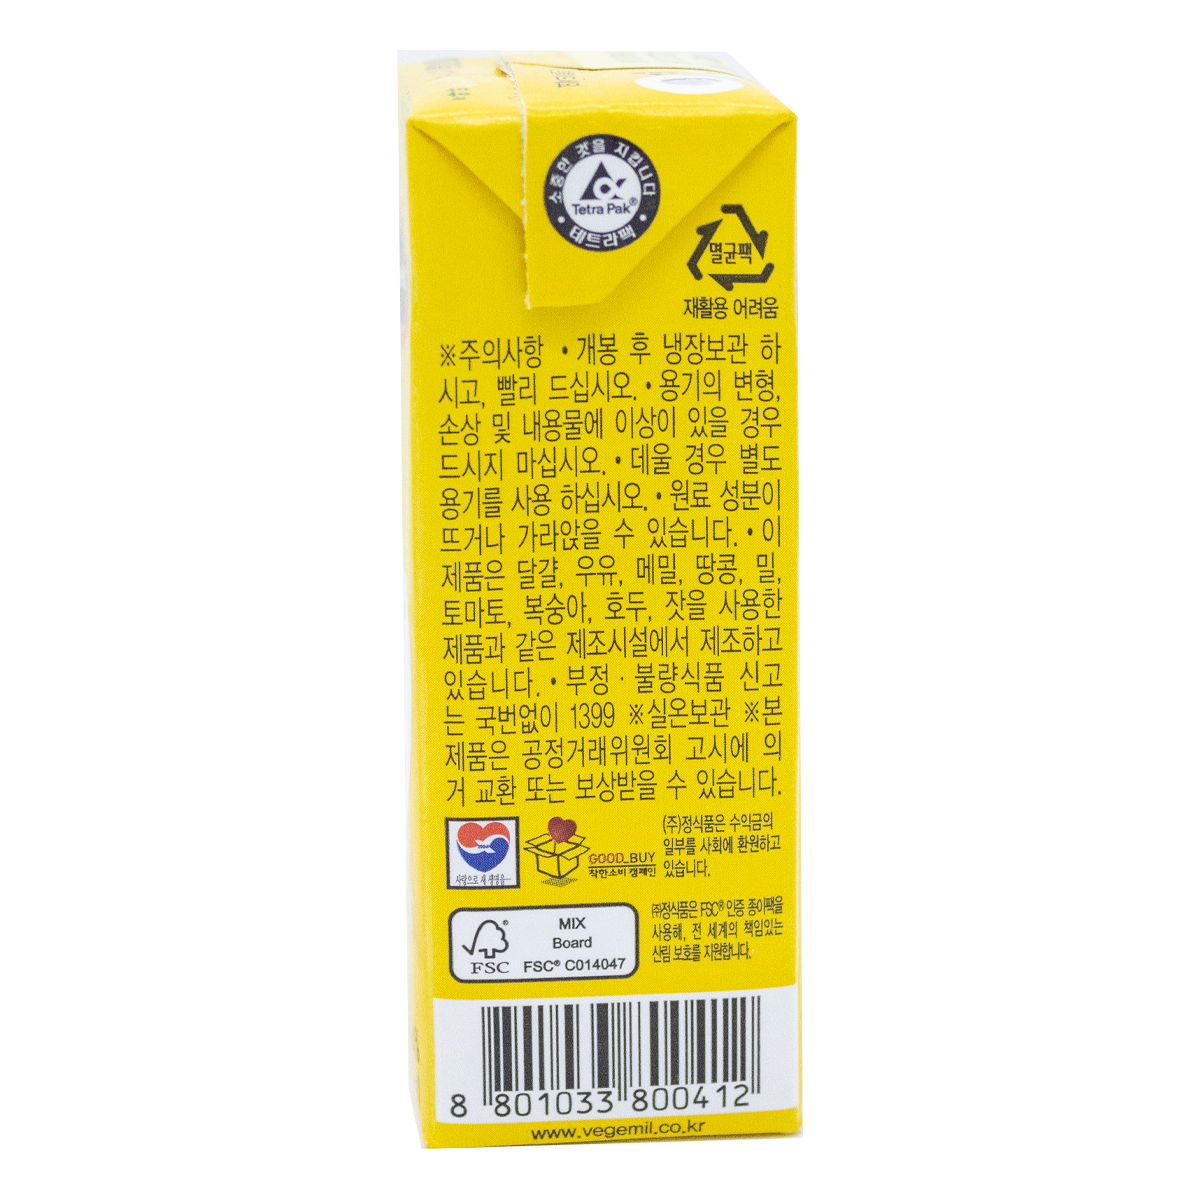 소중한 것을 지킵니다
Tetra Pak®
테트라팩
멸균팩
재활용 어려움
※주의사항 • 개봉 후 냉장보관 하
시고, 빨리 드십시오. • 용기의 변형,
손상 및 내용물에 이상이 있을 경우
드시지 마십시오. • 데울 경우 별도
용기를 사용 하십시오. • 원료 성분이
뜨거나 가라앉을 수 있습니다. • 이
제품은 달걀, 우유, 메밀, 땅콩, 밀,
토마토, 복숭아, 호두, 잣을 사용한
제품과 같은 제조시설에서 제조하고
있습니다. • 부정 · 불량식품 신고
는 국번없이 1399 ※실온보관 ※본
제품은 공정거래위원회 고시에 의
거 교환 또는 보상받을 수 있습니다.
사랑으로 새 생명을
GOOD_BUY
착한소비 캠페인
(주)정식품은 수익금의
일부를 사회에 환원하고
있습니다.
FSC
MIX
Board
FSC® C014047
㈜정식품은 FSC® 인증 종이팩을
사용해, 전 세계의 책임있는
산림 보호를 지원합니다.
8 801033 800412
www.vegemil.co.kr